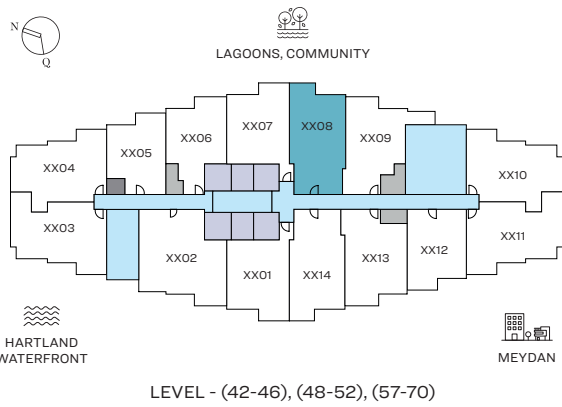 N
Q
LAGOONS, COMMUNITY
XX07
XX08
XX06
XX09
XX05
XX04
XX10
XX03
XX11
XX02
XX12
XX01
XX14
XX13
HARTLAND
WATERFRONT
MEYDAN
LEVEL - (42-46), (48-52), (57-70)